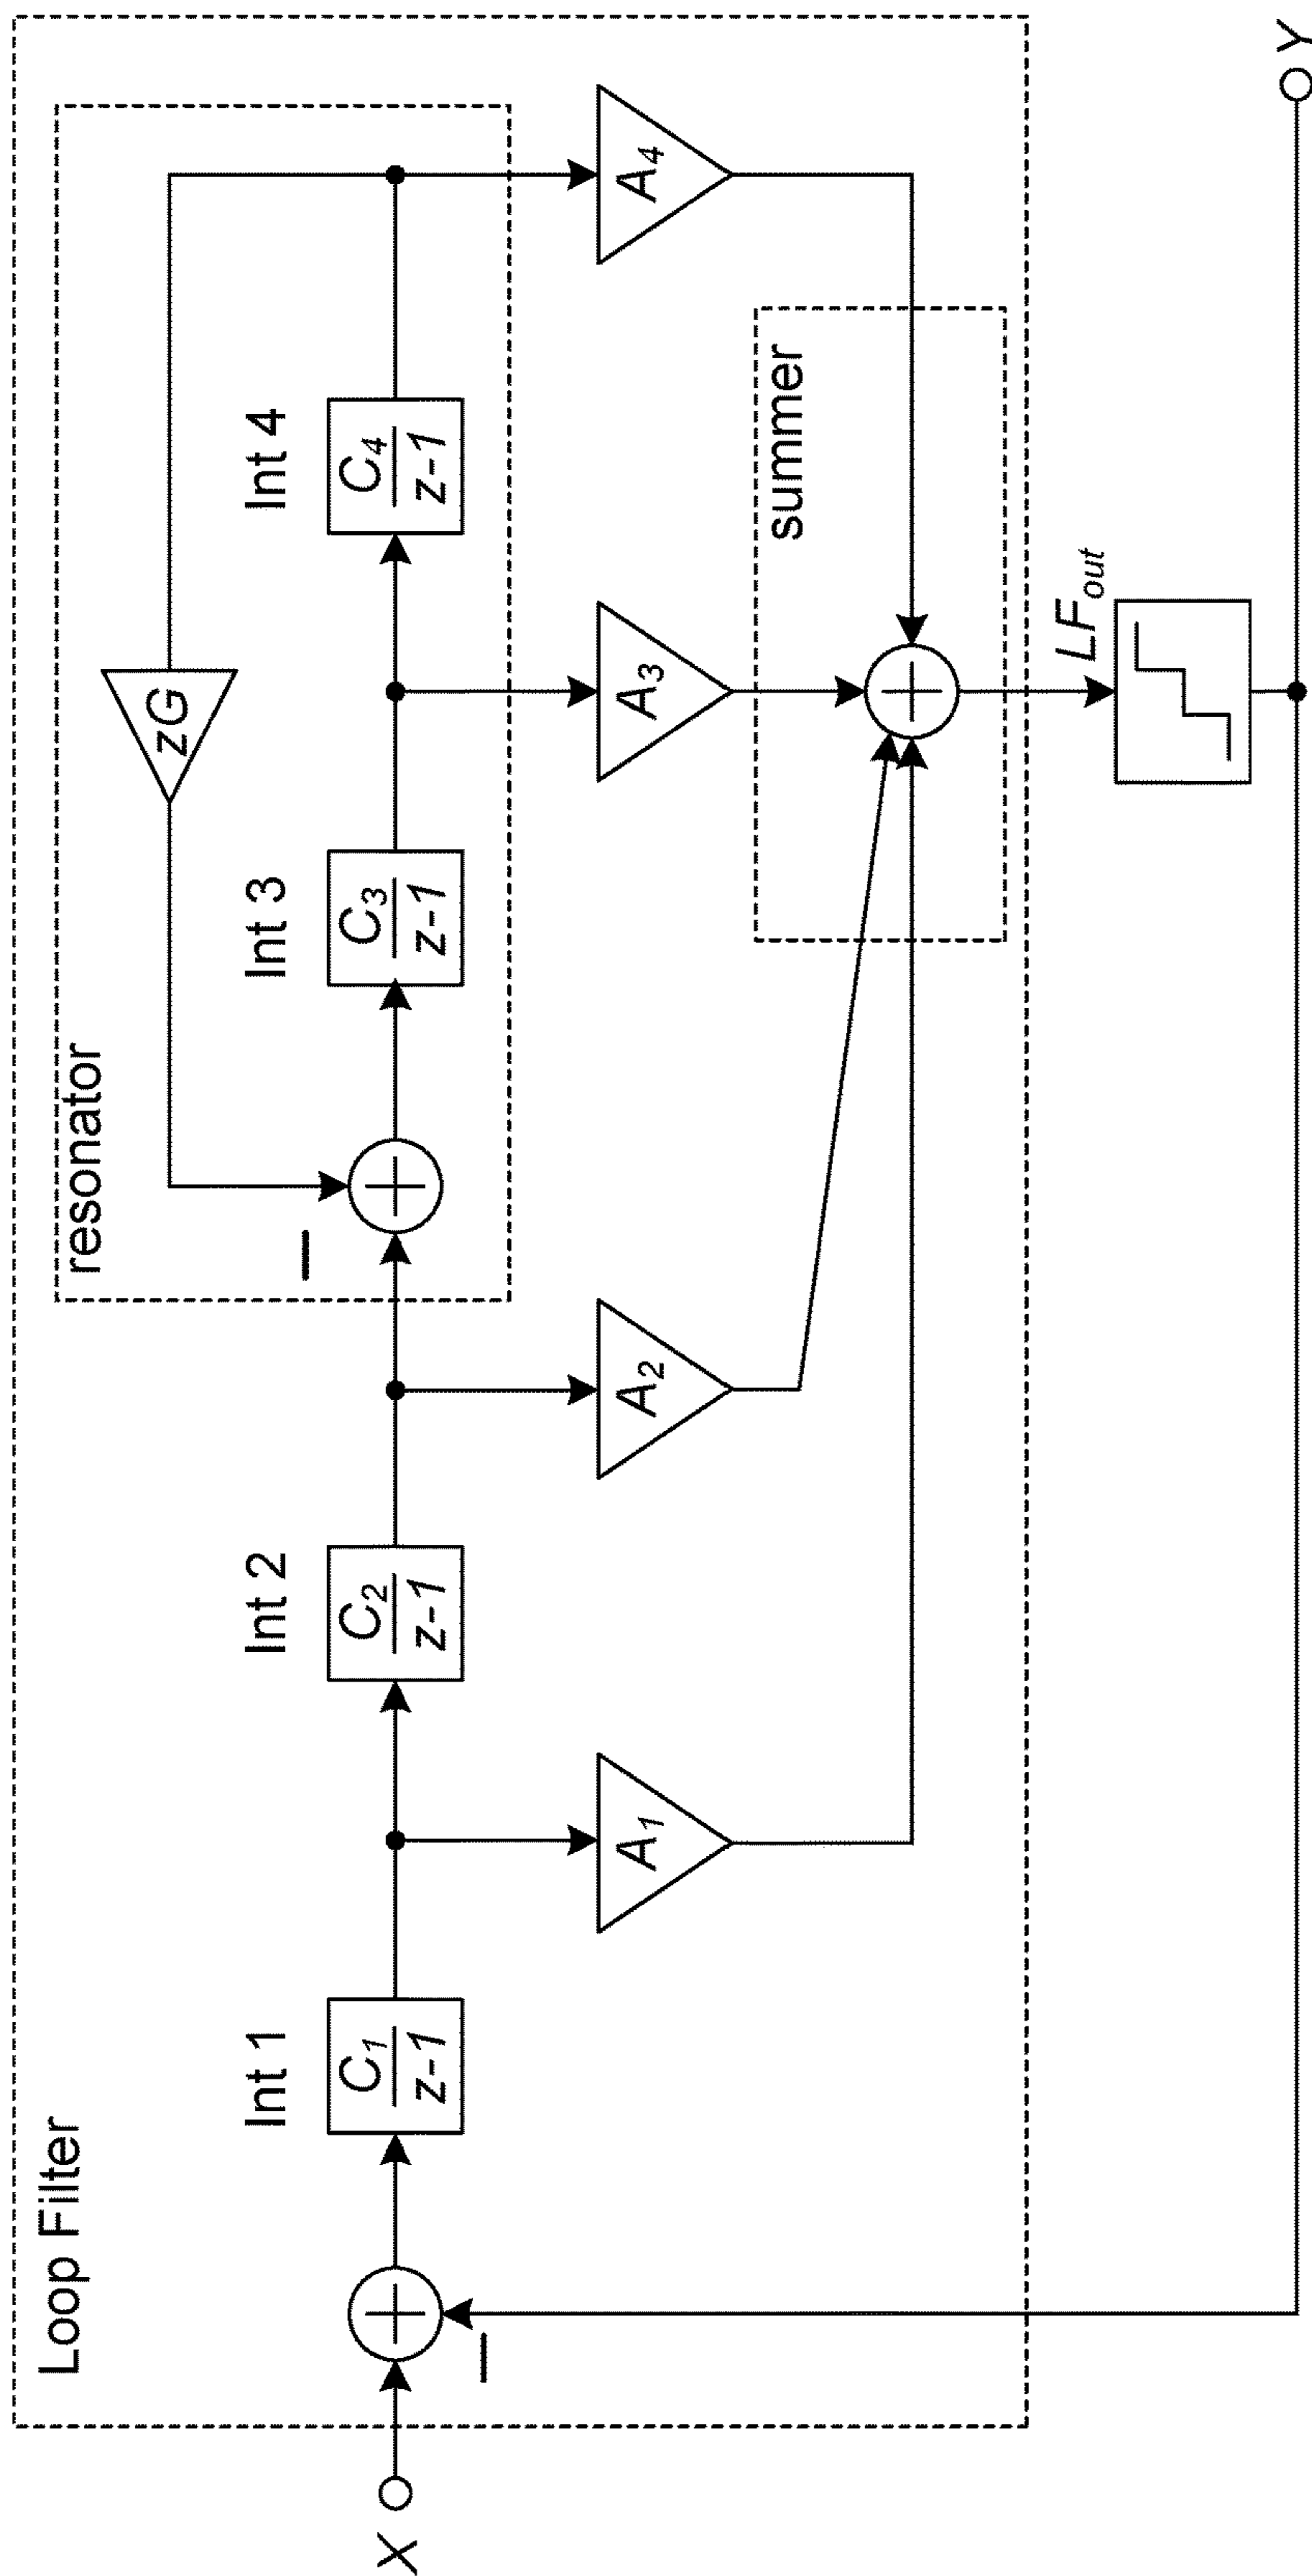 Loop Filter
resonator
zG
Int 1
Int 2
Int 3
Int 4
X
C1
z-1
C2
z-1
C3
z-1
C4
z-1
A1
A2
A3
A4
summer
LFout
Y